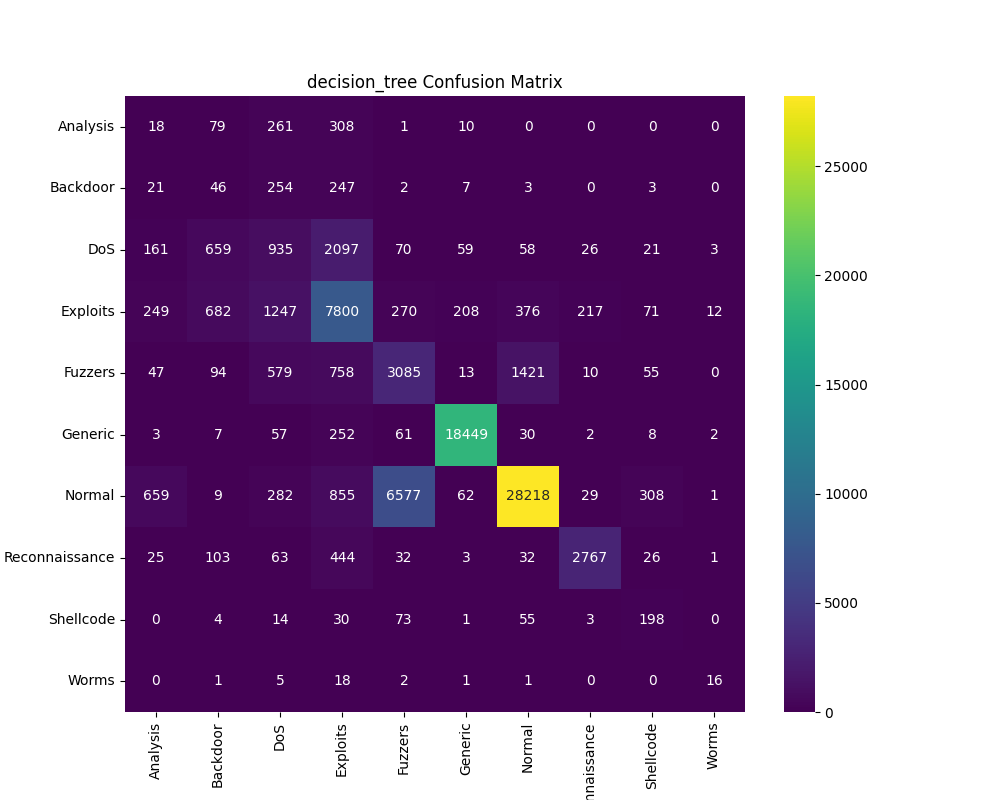 decision_tree Confusion Matrix
Analysis 18 79 261 308 1 10 0 0 0 0
Backdoor 21 46 254 247 2 7 3 0 3 0
DoS 161 659 935 2097 70 59 58 26 21 3
Exploits 249 682 1247 7800 270 208 376 217 71 12
Fuzzers 47 94 579 758 3085 13 1421 10 55 0
Generic 3 7 57 252 61 18449 30 2 8 2
Normal 659 9 282 855 6577 62 28218 29 308 1
Reconnaissance 25 103 63 444 32 3 32 2767 26 1
Shellcode 0 4 14 30 73 1 55 3 198 0
Worms 0 1 5 18 2 1 1 0 0 16
Analysis
Backdoor
DoS
Exploits
Fuzzers
Generic
Normal
nnaissance
Shellcode
Worms
25000
20000
15000
10000
5000
0